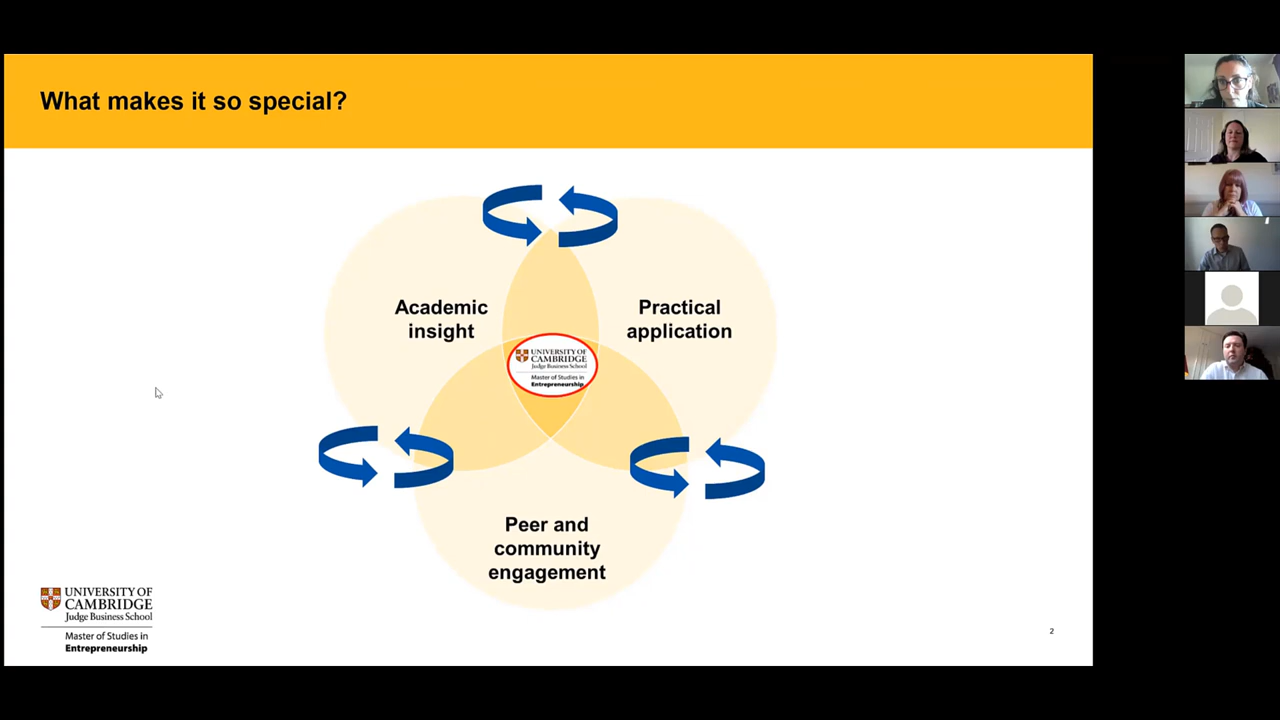 What makes it so special?
Academic
insight
Practical
application
UNIVERSITY OF
CAMBRIDGE
Judge Business School
Master of Studies in
Entrepreneurship
Peer and
community
engagement
UNIVERSITY OF
CAMBRIDGE
Judge Business School
Master of Studies in
Entrepreneurship
2